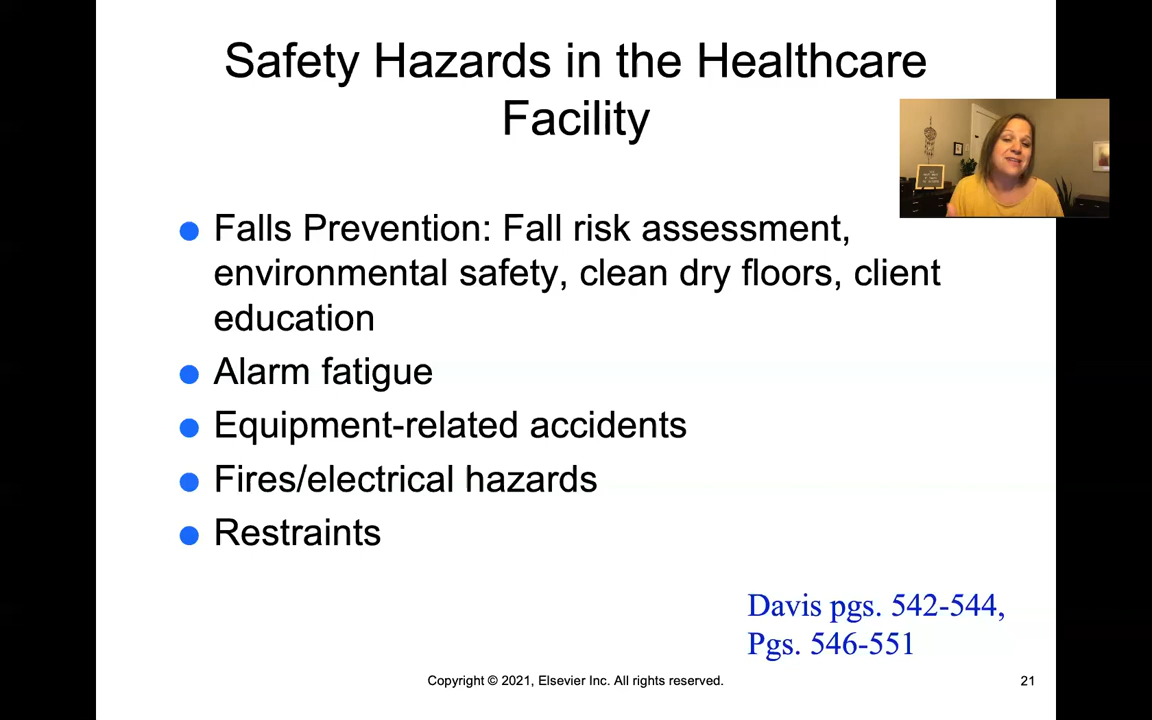 Safety Hazards in the Healthcare
Facility
Falls Prevention: Fall risk assessment,
environmental safety, clean dry floors, client
education
Alarm fatigue
Equipment-related accidents
Fires/electrical hazards
Restraints
Davis pgs. 542-544,
Pgs. 546-551
Copyright © 2021, Elsevier Inc. All rights reserved.
21